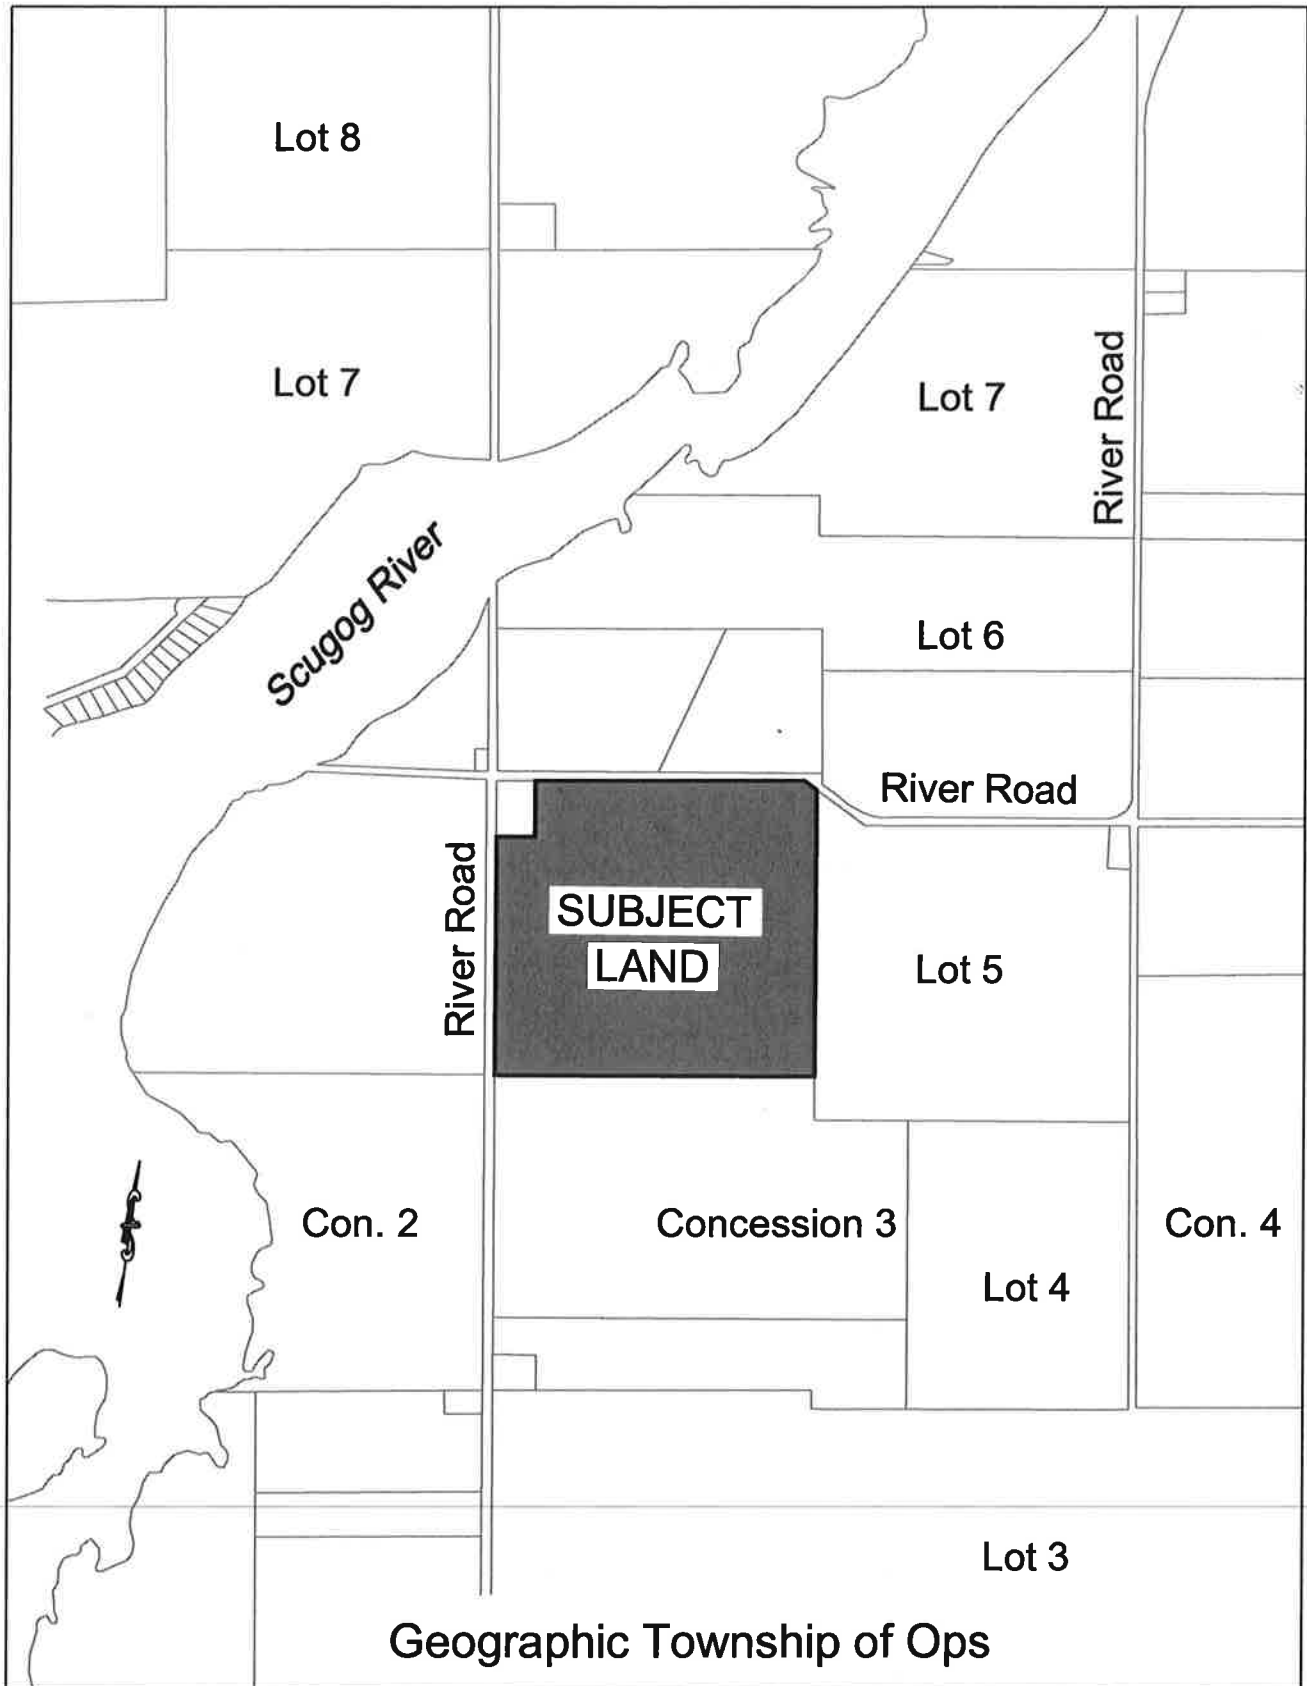 Lot 8
Lot 7
Lot 7
River Road
Scugog River
Lot 6
River Road
River Road
SUBJECT
LAND
Lot 5
Con. 2
Concession 3
Con. 4
Lot 4
Lot 3
Geographic Township of Ops